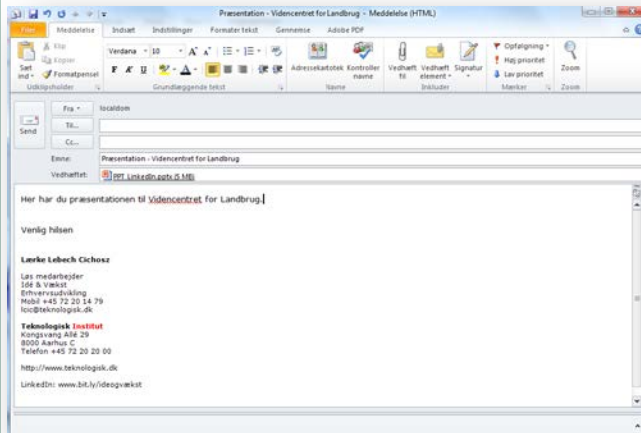 Præsentation - Videncentret for Landbrug - Meddelelse (HTML)
Filer Meddelelse Indsæt Indstillinger Formater tekst Gennemse Adobe PDF
Sæt ind
Klip
Kopier
Formatpensel
Udklipsholder
Verdana 10
F K U
Grundlæggende tekst
Adressekartotek Kontroller navne
Navne
Vedhæft fil Vedhæft element Signatur
Inkluder
Opfølgning
Høj prioritet
Lav prioritet
Mærker
Zoom
Zoom
Send
Fra localdom
Til...
Cc...
Emne: Præsentation - Videncentret for Landbrug
Vedhæftet: PPT_LinkedIn.pptx (5 MB)
Her har du præsentationen til Videncentret for Landbrug.
Venlig hilsen
Lærke Lebech Cichosz
Løs medarbejder
Idé & Vækst
Erhvervsudvikling
Mobil +45 72 20 14 79
lcic@teknologisk.dk
Teknologisk Institut
Kongsvang Allé 29
8000 Aarhus C
Telefon +45 72 20 20 00
http://www.teknologisk.dk
LinkedIn: www.bit.ly/ideogvækst